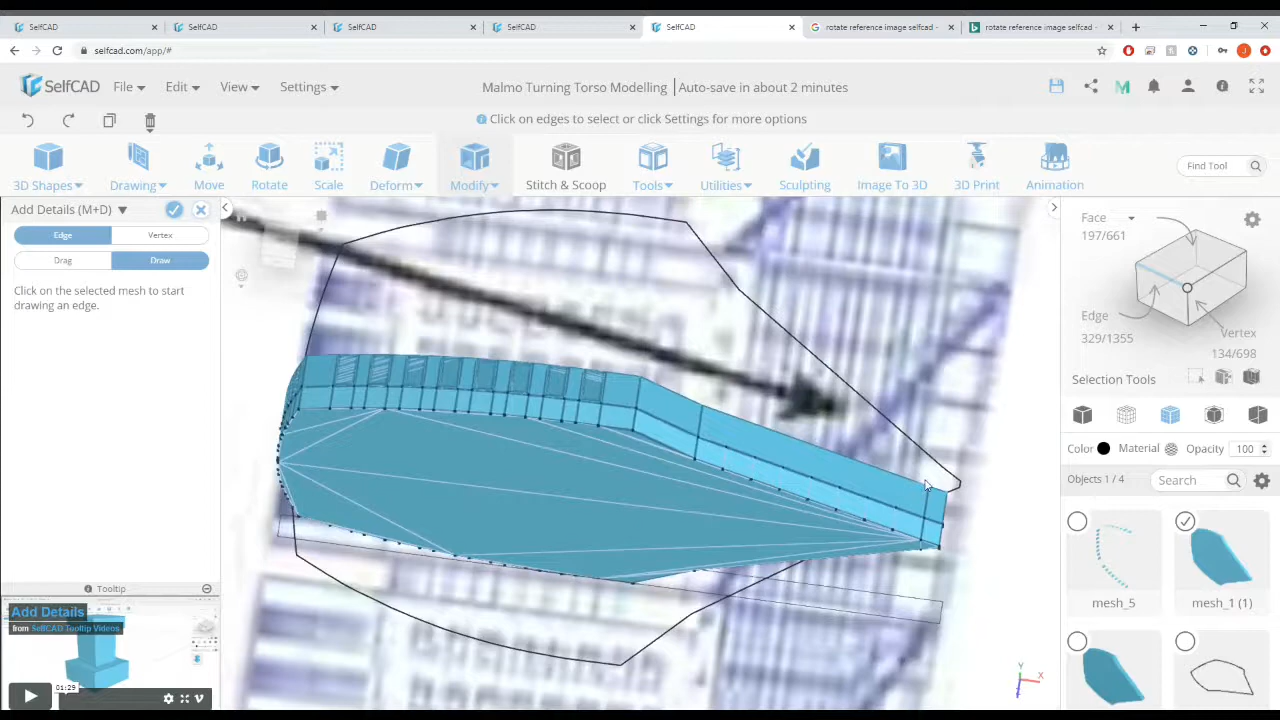 SelfCAD
SelfCAD
SelfCAD
SelfCAD
SelfCAD
rotate reference image selfcad -
rotate reference image selfcad -
selfcad.com/app/#
SelfCAD
File
Edit
View
Settings
Malmo Turning Torso Modelling
Auto-save in about 2 minutes
Click on edges to select or click Settings for more options
3D Shapes
Drawing
Move
Rotate
Scale
Deform
Modify
Stitch & Scoop
Tools
Utilities
Sculpting
Image To 3D
3D Print
Animation
Find Tool
Add Details (M+D)
Edge
Vertex
Drag
Draw
Click on the selected mesh to start
drawing an edge.
Face
197/661
Edge
329/1355
Vertex
134/698
Selection Tools
Color
Material
Opacity
100
Objects 1 / 4
Search
mesh_5
mesh_1 (1)
Tooltip
Add Details
from SelfCAD Tooltip Videos
01:29
Y
X